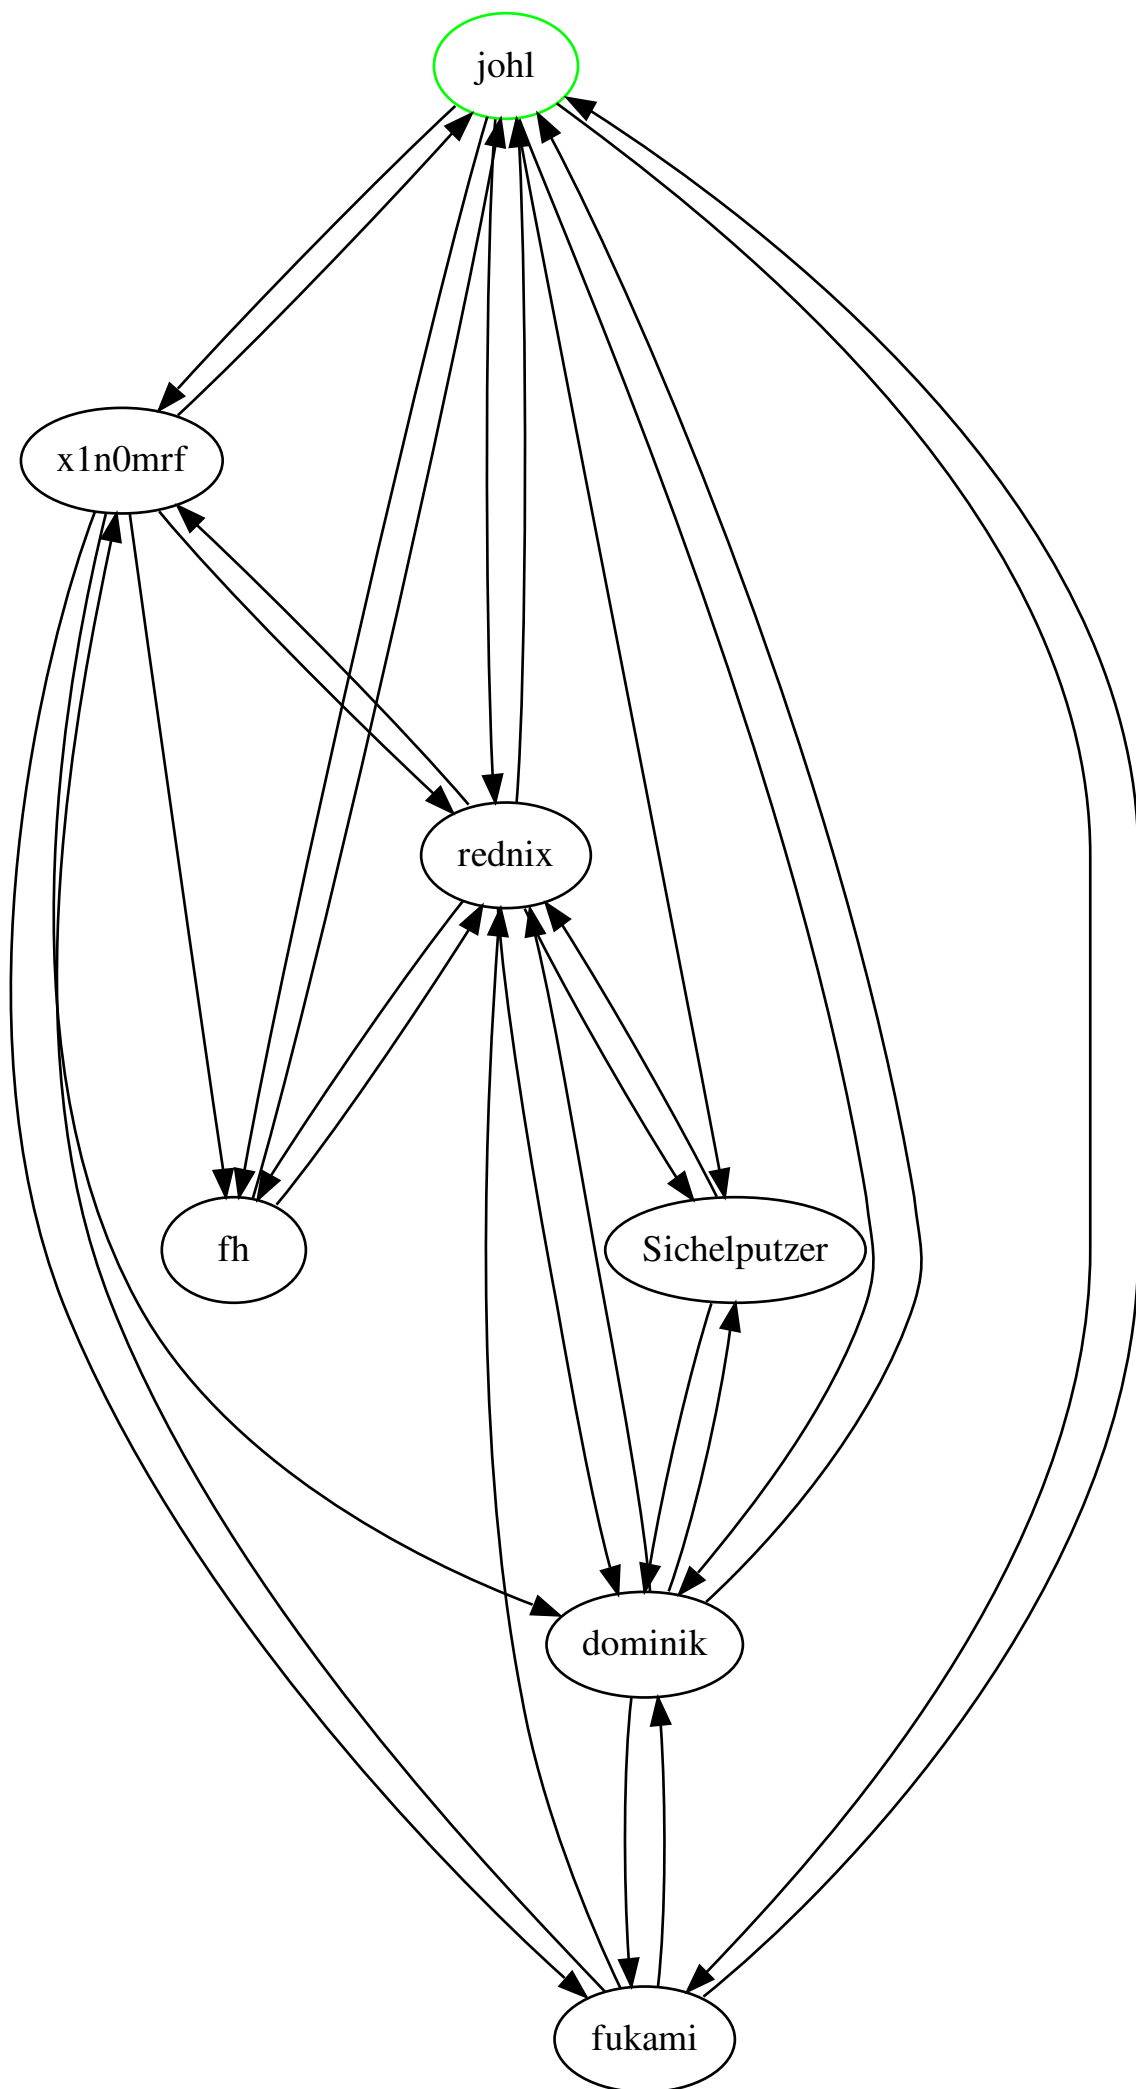 johl
x1n0mrf
rednix
fh
Sichelputzer
dominik
fukami